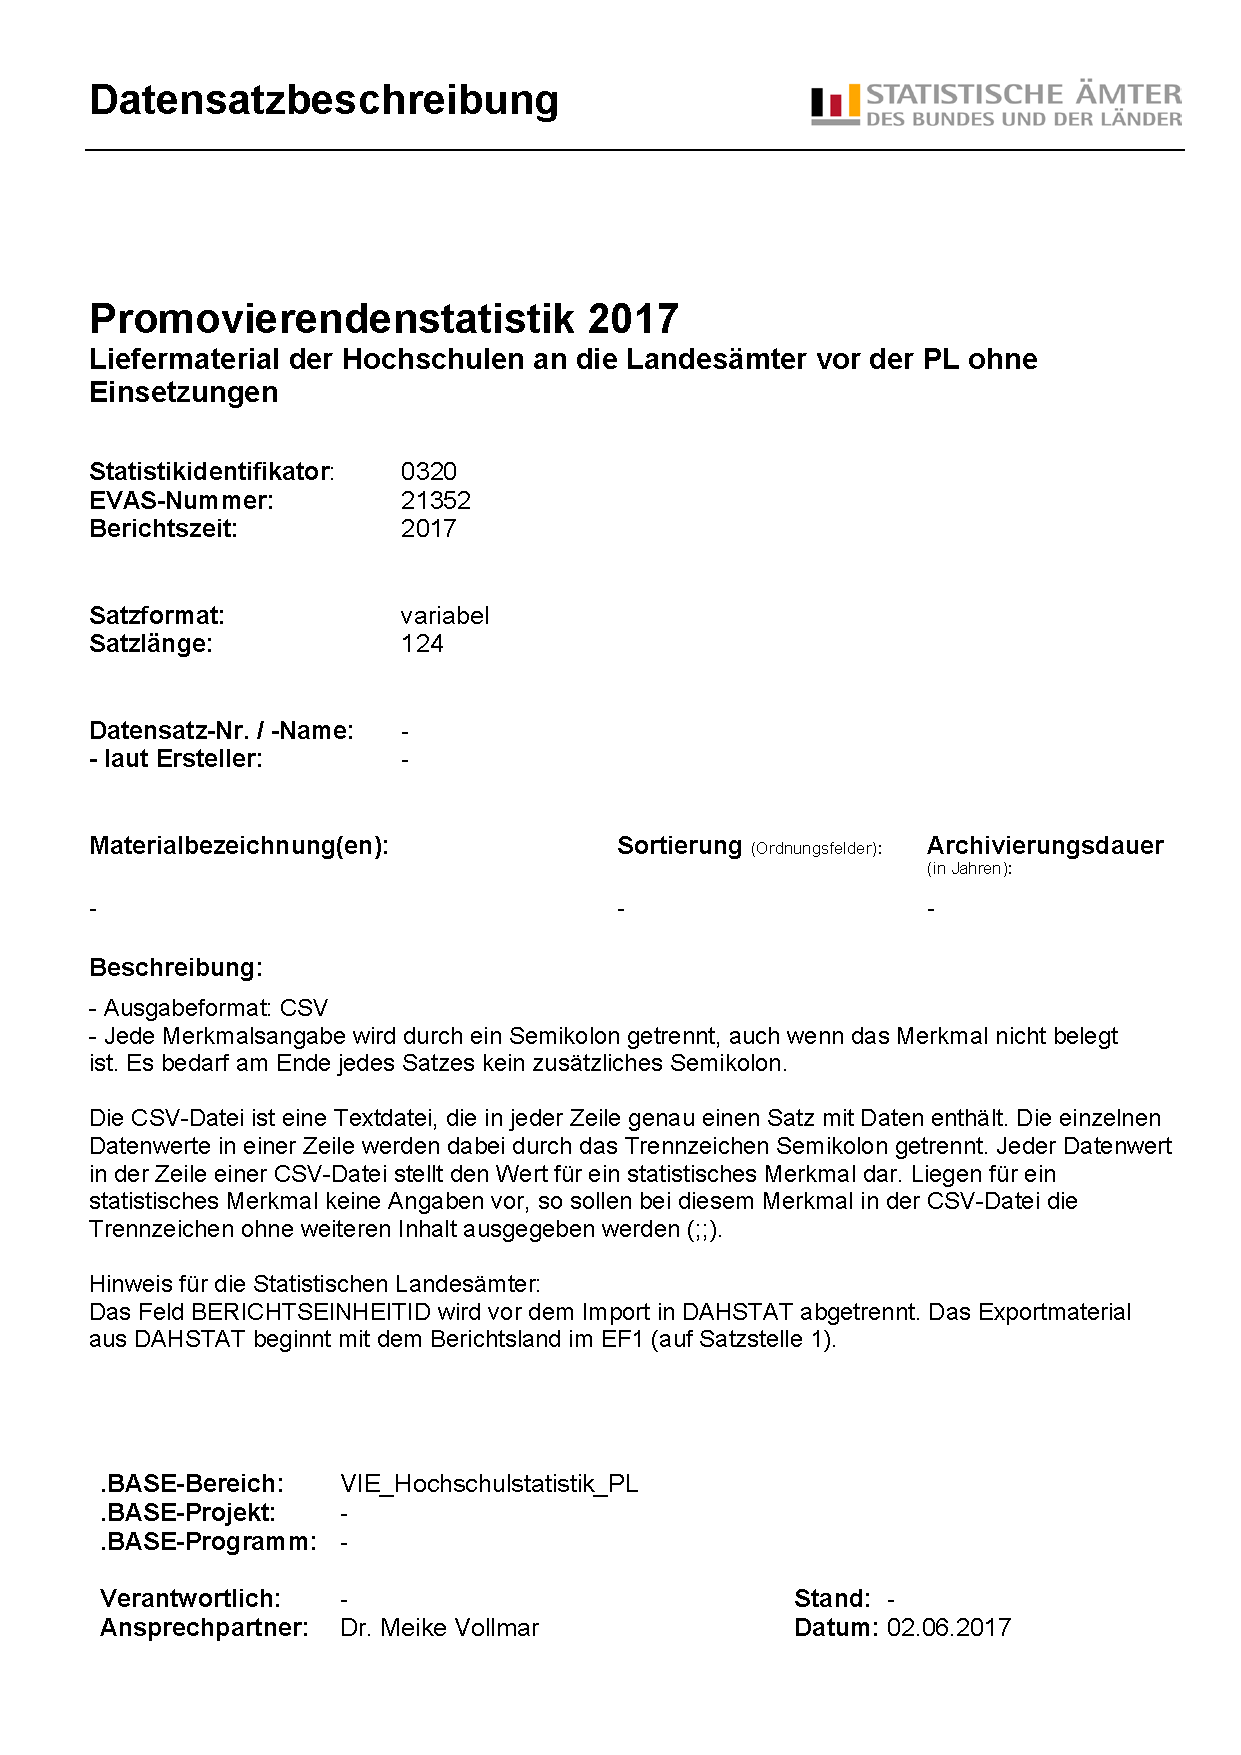 Datensatzbeschreibung
STATISTISCHE ÄMTER
DES BUNDES UND DER LÄNDER
Promovierendenstatistik 2017
Liefermaterial der Hochschulen an die Landesämter vor der PL ohne
Einsetzungen
Statistikidentifikator: 0320
EVAS-Nummer: 21352
Berichtszeit: 2017
Satzformat: variabel
Satzlänge: 124
Datensatz-Nr. / -Name: -
- laut Ersteller: -
Materialbezeichnung(en): Sortierung (Ordnungsfelder): Archivierungsdauer
(in Jahren):
- - -
Beschreibung:
- Ausgabeformat: CSV
- Jede Merkmalsangabe wird durch ein Semikolon getrennt, auch wenn das Merkmal nicht belegt
ist. Es bedarf am Ende jedes Satzes kein zusätzliches Semikolon.
Die CSV-Datei ist eine Textdatei, die in jeder Zeile genau einen Satz mit Daten enthält. Die einzelnen
Datenwerte in einer Zeile werden dabei durch das Trennzeichen Semikolon getrennt. Jeder Datenwert
in der Zeile einer CSV-Datei stellt den Wert für ein statistisches Merkmal dar. Liegen für ein
statistisches Merkmal keine Angaben vor, so sollen bei diesem Merkmal in der CSV-Datei die
Trennzeichen ohne weiteren Inhalt ausgegeben werden (;;).
Hinweis für die Statistischen Landesämter:
Das Feld BERICHTSEINHEITID wird vor dem Import in DAHSTAT abgetrennt. Das Exportmaterial
aus DAHSTAT beginnt mit dem Berichtsland im EF1 (auf Satzstelle 1).
.BASE-Bereich: VIE_Hochschulstatistik_PL
.BASE-Projekt: -
.BASE-Programm: -
Verantwortlich: - Stand: -
Ansprechpartner: Dr. Meike Vollmar Datum: 02.06.2017